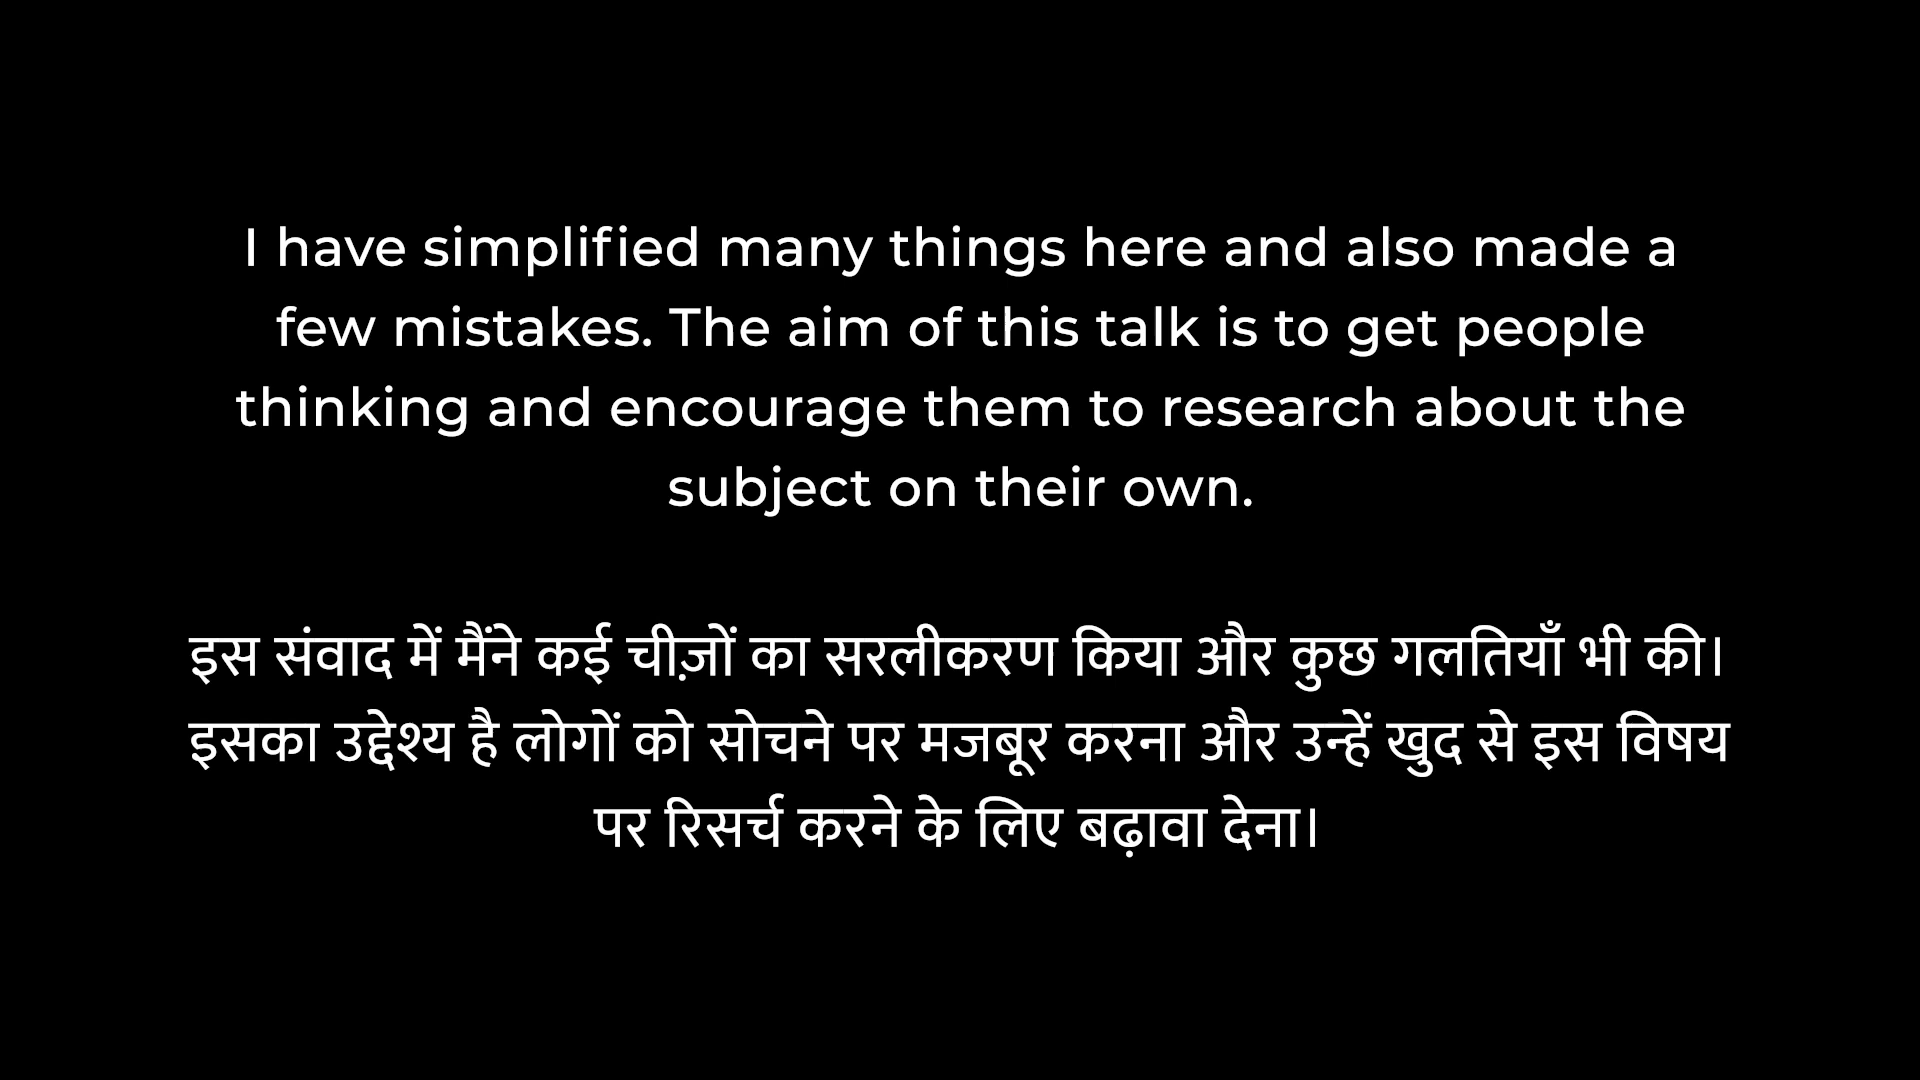 I have simplified many things here and also made a
few mistakes. The aim of this talk is to get people
thinking and encourage them to research about the
subject on their own.
इस संवाद में मैंने कई चीज़ों का सरलीकरण किया और कुछ गलतियाँ भी की।
इसका उद्देश्य है लोगों को सोचने पर मजबूर करना और उन्हें खुद से इस विषय
पर रिसर्च करने के लिए बढ़ावा देना।